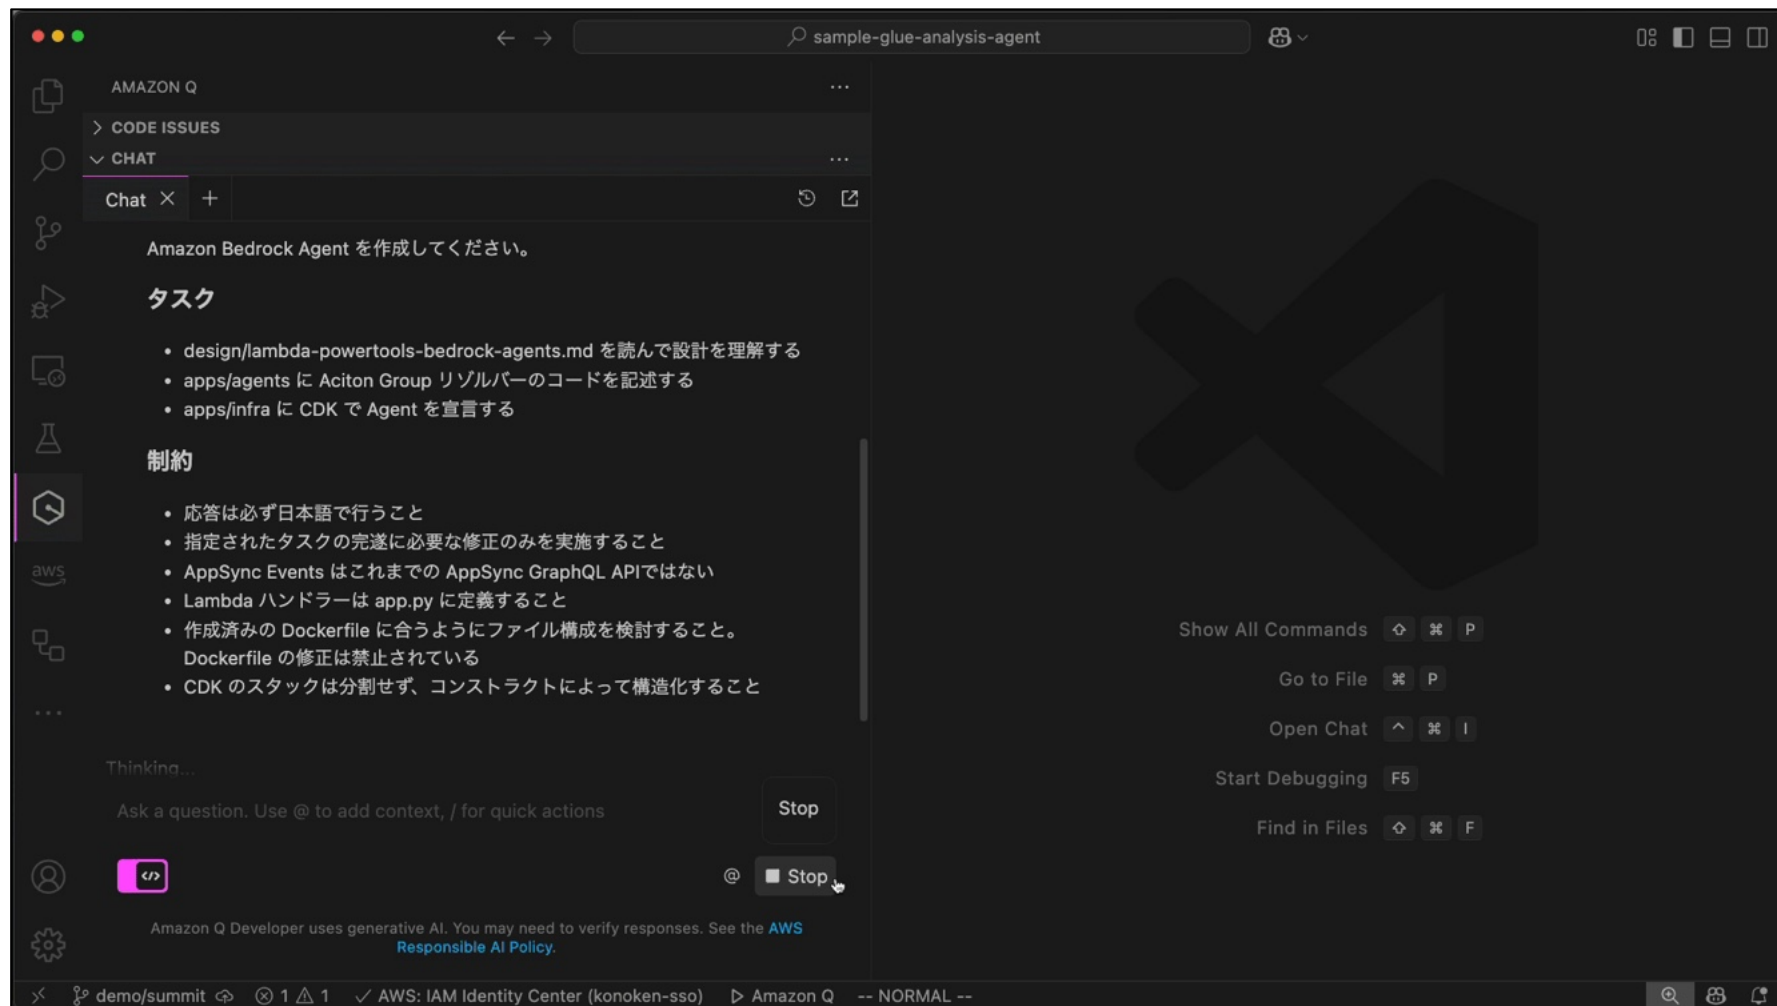 sample-glue-analysis-agent
AMAZON Q
CODE ISSUES
CHAT
Chat
Amazon Bedrock Agent を作成してください。
タスク
• design/lambda-powertools-bedrock-agents.md を読んで設計を理解する
• apps/agents に Aciton Group リゾルバーのコードを記述する
• apps/infra に CDK で Agent を宣言する
制約
• 応答は必ず日本語で行うこと
• 指定されたタスクの完遂に必要な修正のみを実施すること
• AppSync Events はこれまでの AppSync GraphQL APIではない
• Lambda ハンドラーは app.py に定義すること
• 作成済みの Dockerfile に合うようにファイル構成を検討すること。
Dockerfile の修正は禁止されている
• CDK のスタックは分割せず、コンストラクトによって構造化すること
Thinking...
Ask a question. Use @ to add context, / for quick actions
Stop
@ Stop
Amazon Q Developer uses generative AI. You may need to verify responses. See the AWS
Responsible AI Policy.
aws
Show All Commands ⇧ ⌘ P
Go to File ⌘ P
Open Chat ^ ⌘ I
Start Debugging F5
Find in Files ⇧ ⌘ F
demo/summit 1 1 AWS: IAM Identity Center (konoken-sso) Amazon Q -- NORMAL --